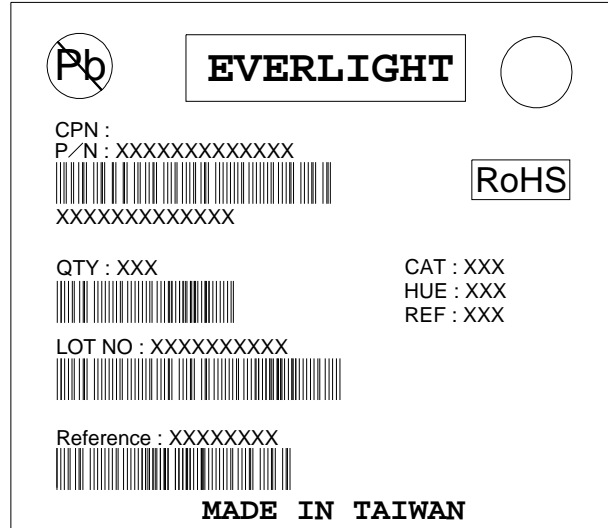 Pb
EVERLIGHT
CPN :
P/N : XXXXXXXXXXXXX
RoHS
XXXXXXXXXXXXX
QTY : XXX
CAT : XXX
HUE : XXX
REF : XXX
LOT NO : XXXXXXXXXX
Reference : XXXXXXXX
MADE IN TAIWAN